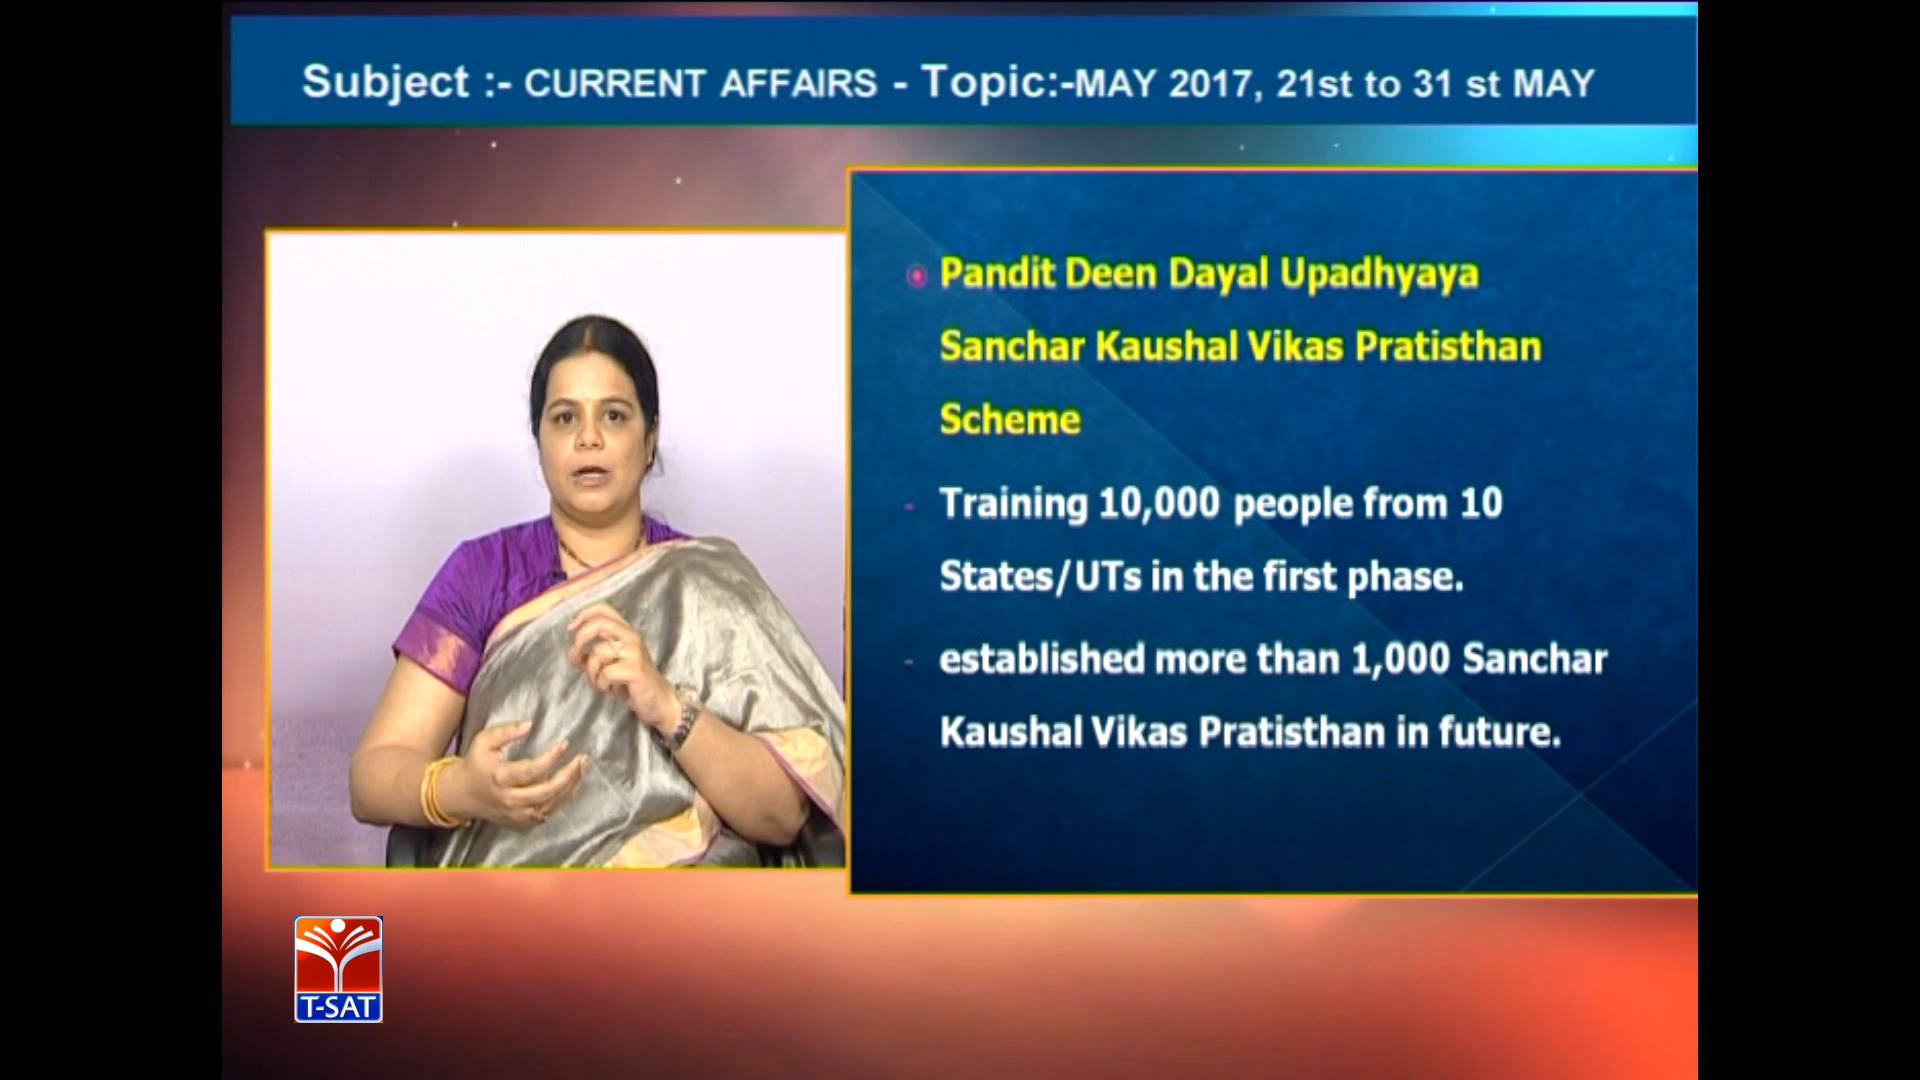 Subject :- CURRENT AFFAIRS - Topic:-MAY 2017, 21st to 31 st MAY
Pandit Deen Dayal Upadhyaya
Sanchar Kaushal Vikas Pratisthan
Scheme
- Training 10,000 people from 10
States/UTs in the first phase.
- established more than 1,000 Sanchar
Kaushal Vikas Pratisthan in future.
T-SAT